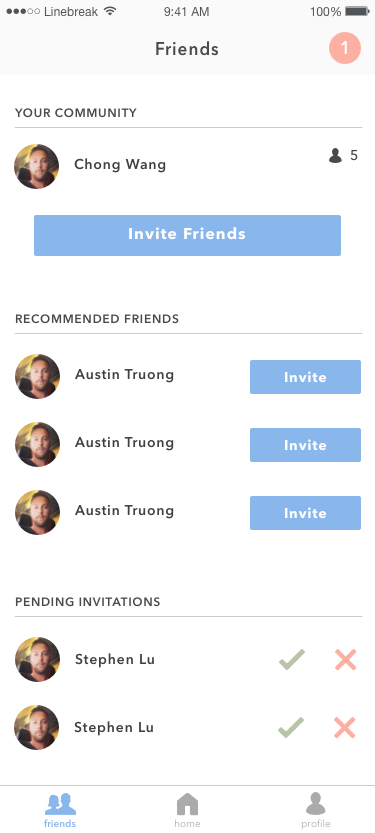 Linebreak 9:41 AM 100%
Friends 1
YOUR COMMUNITY
Chong Wang 5
Invite Friends
RECOMMENDED FRIENDS
Austin Truong Invite
Austin Truong Invite
Austin Truong Invite
PENDING INVITATIONS
Stephen Lu
Stephen Lu
friends home profile